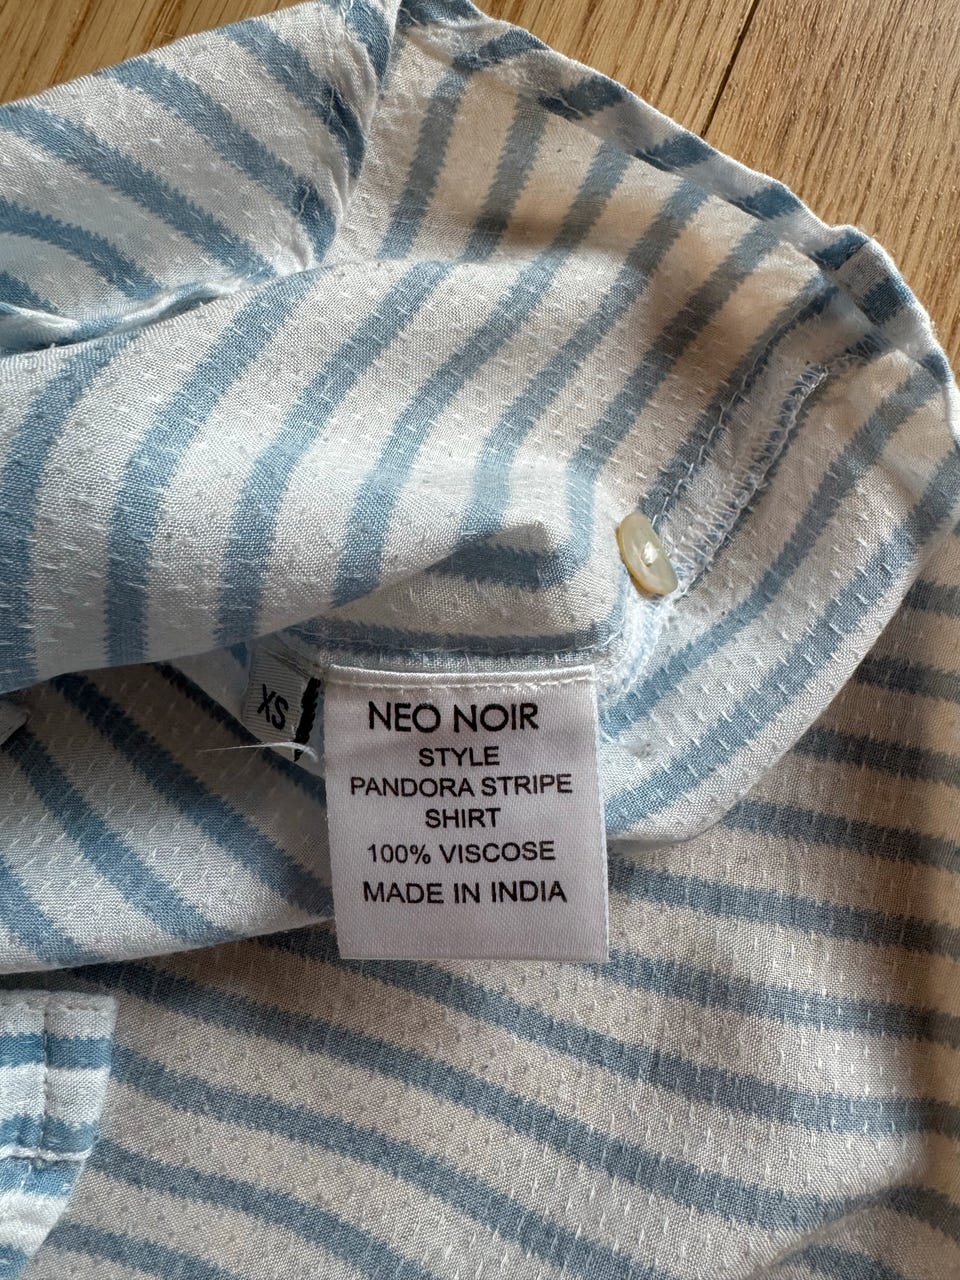 XS
NEO NOIR
STYLE
PANDORA STRIPE
SHIRT
100% VISCOSE
MADE IN INDIA